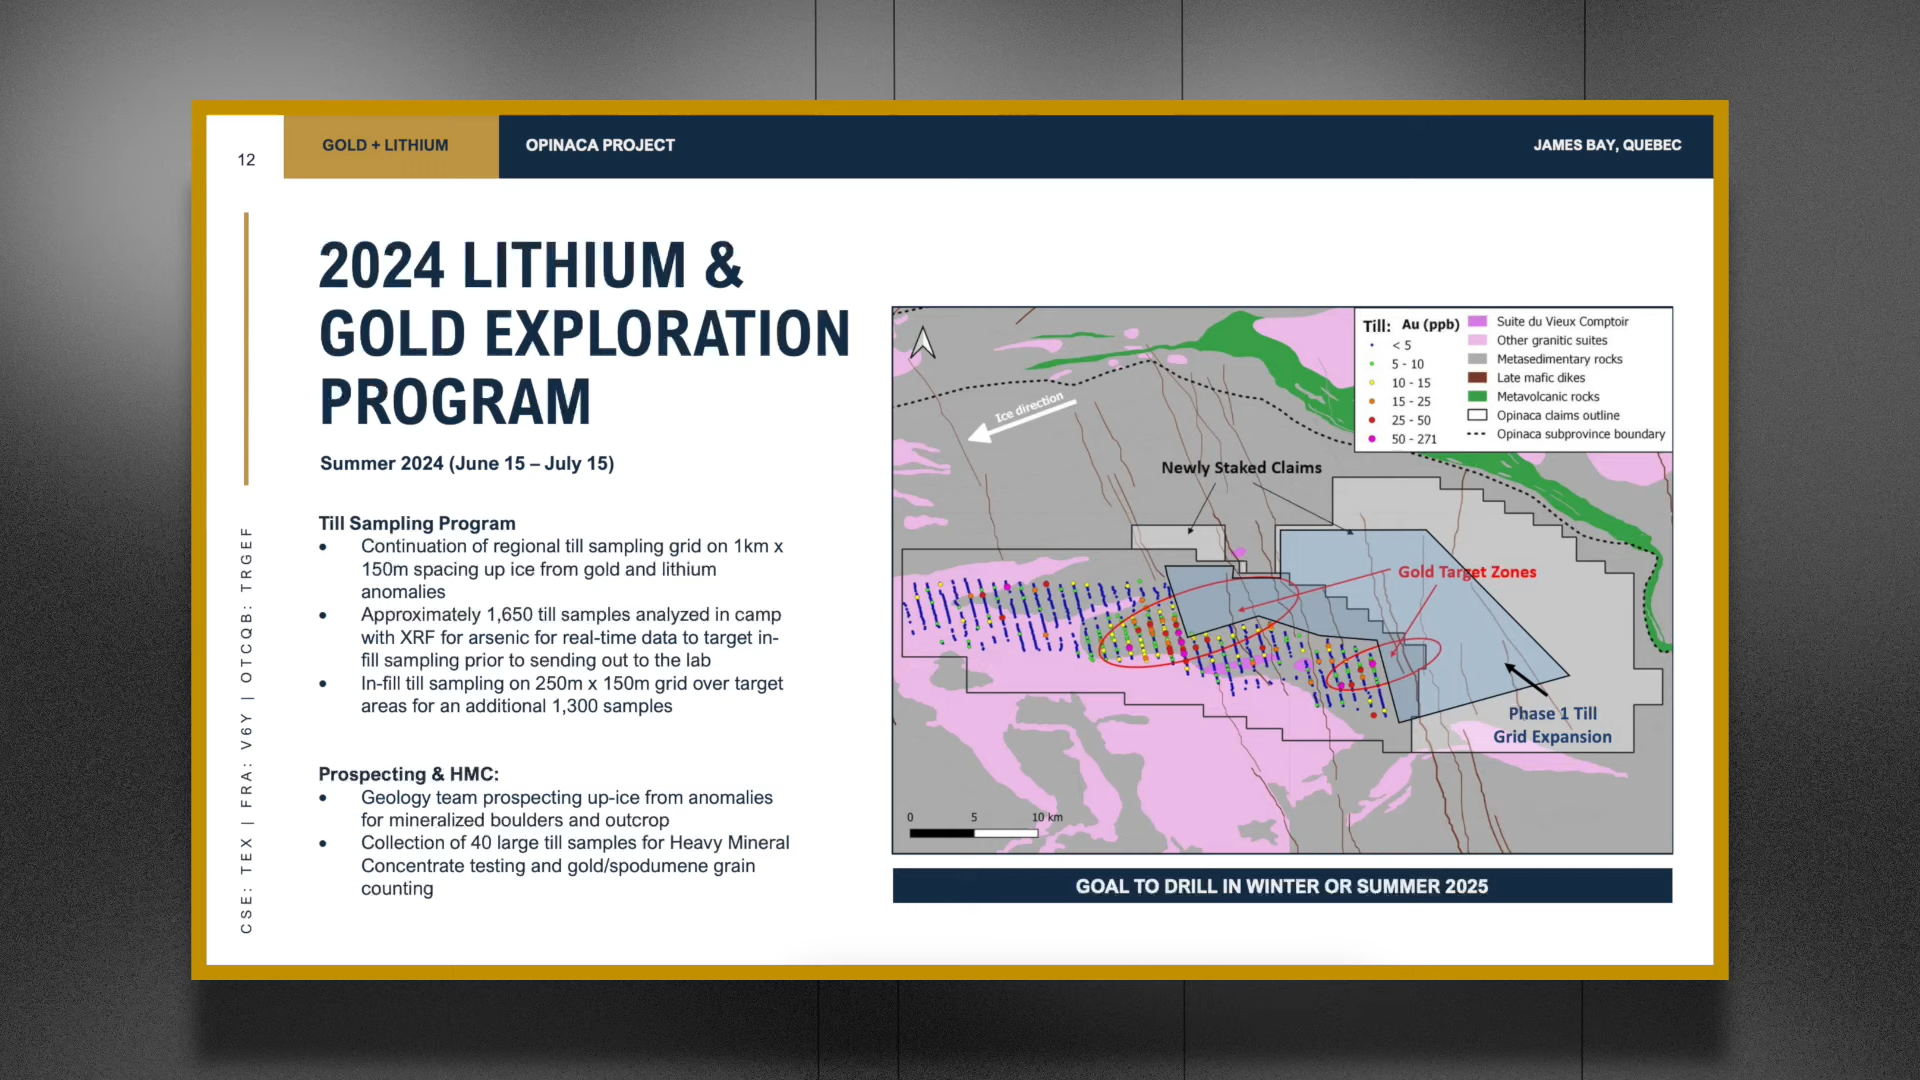 12
GOLD + LITHIUM
OPINACA PROJECT
JAMES BAY, QUEBEC
CSE: TEX | FRA: V6Y | OTCQB: TRGEF
2024 LITHIUM &
GOLD EXPLORATION
PROGRAM
Summer 2024 (June 15 – July 15)
Till Sampling Program
• Continuation of regional till sampling grid on 1km x
150m spacing up ice from gold and lithium
anomalies
• Approximately 1,650 till samples analyzed in camp
with XRF for arsenic for real-time data to target in-
fill sampling prior to sending out to the lab
• In-fill till sampling on 250m x 150m grid over target
areas for an additional 1,300 samples
Prospecting & HMC:
• Geology team prospecting up-ice from anomalies
for mineralized boulders and outcrop
• Collection of 40 large till samples for Heavy Mineral
Concentrate testing and gold/spodumene grain
counting
Till: Au (ppb)
< 5
5 - 10
10 - 15
15 - 25
25 - 50
50 - 271
Suite du Vieux Comptoir
Other granitic suites
Metasedimentary rocks
Late mafic dikes
Metavolcanic rocks
Opinaca claims outline
Opinaca subprovince boundary
Ice direction
Newly Staked Claims
Gold Target Zones
Phase 1 Till
Grid Expansion
0 5 10 km
GOAL TO DRILL IN WINTER OR SUMMER 2025